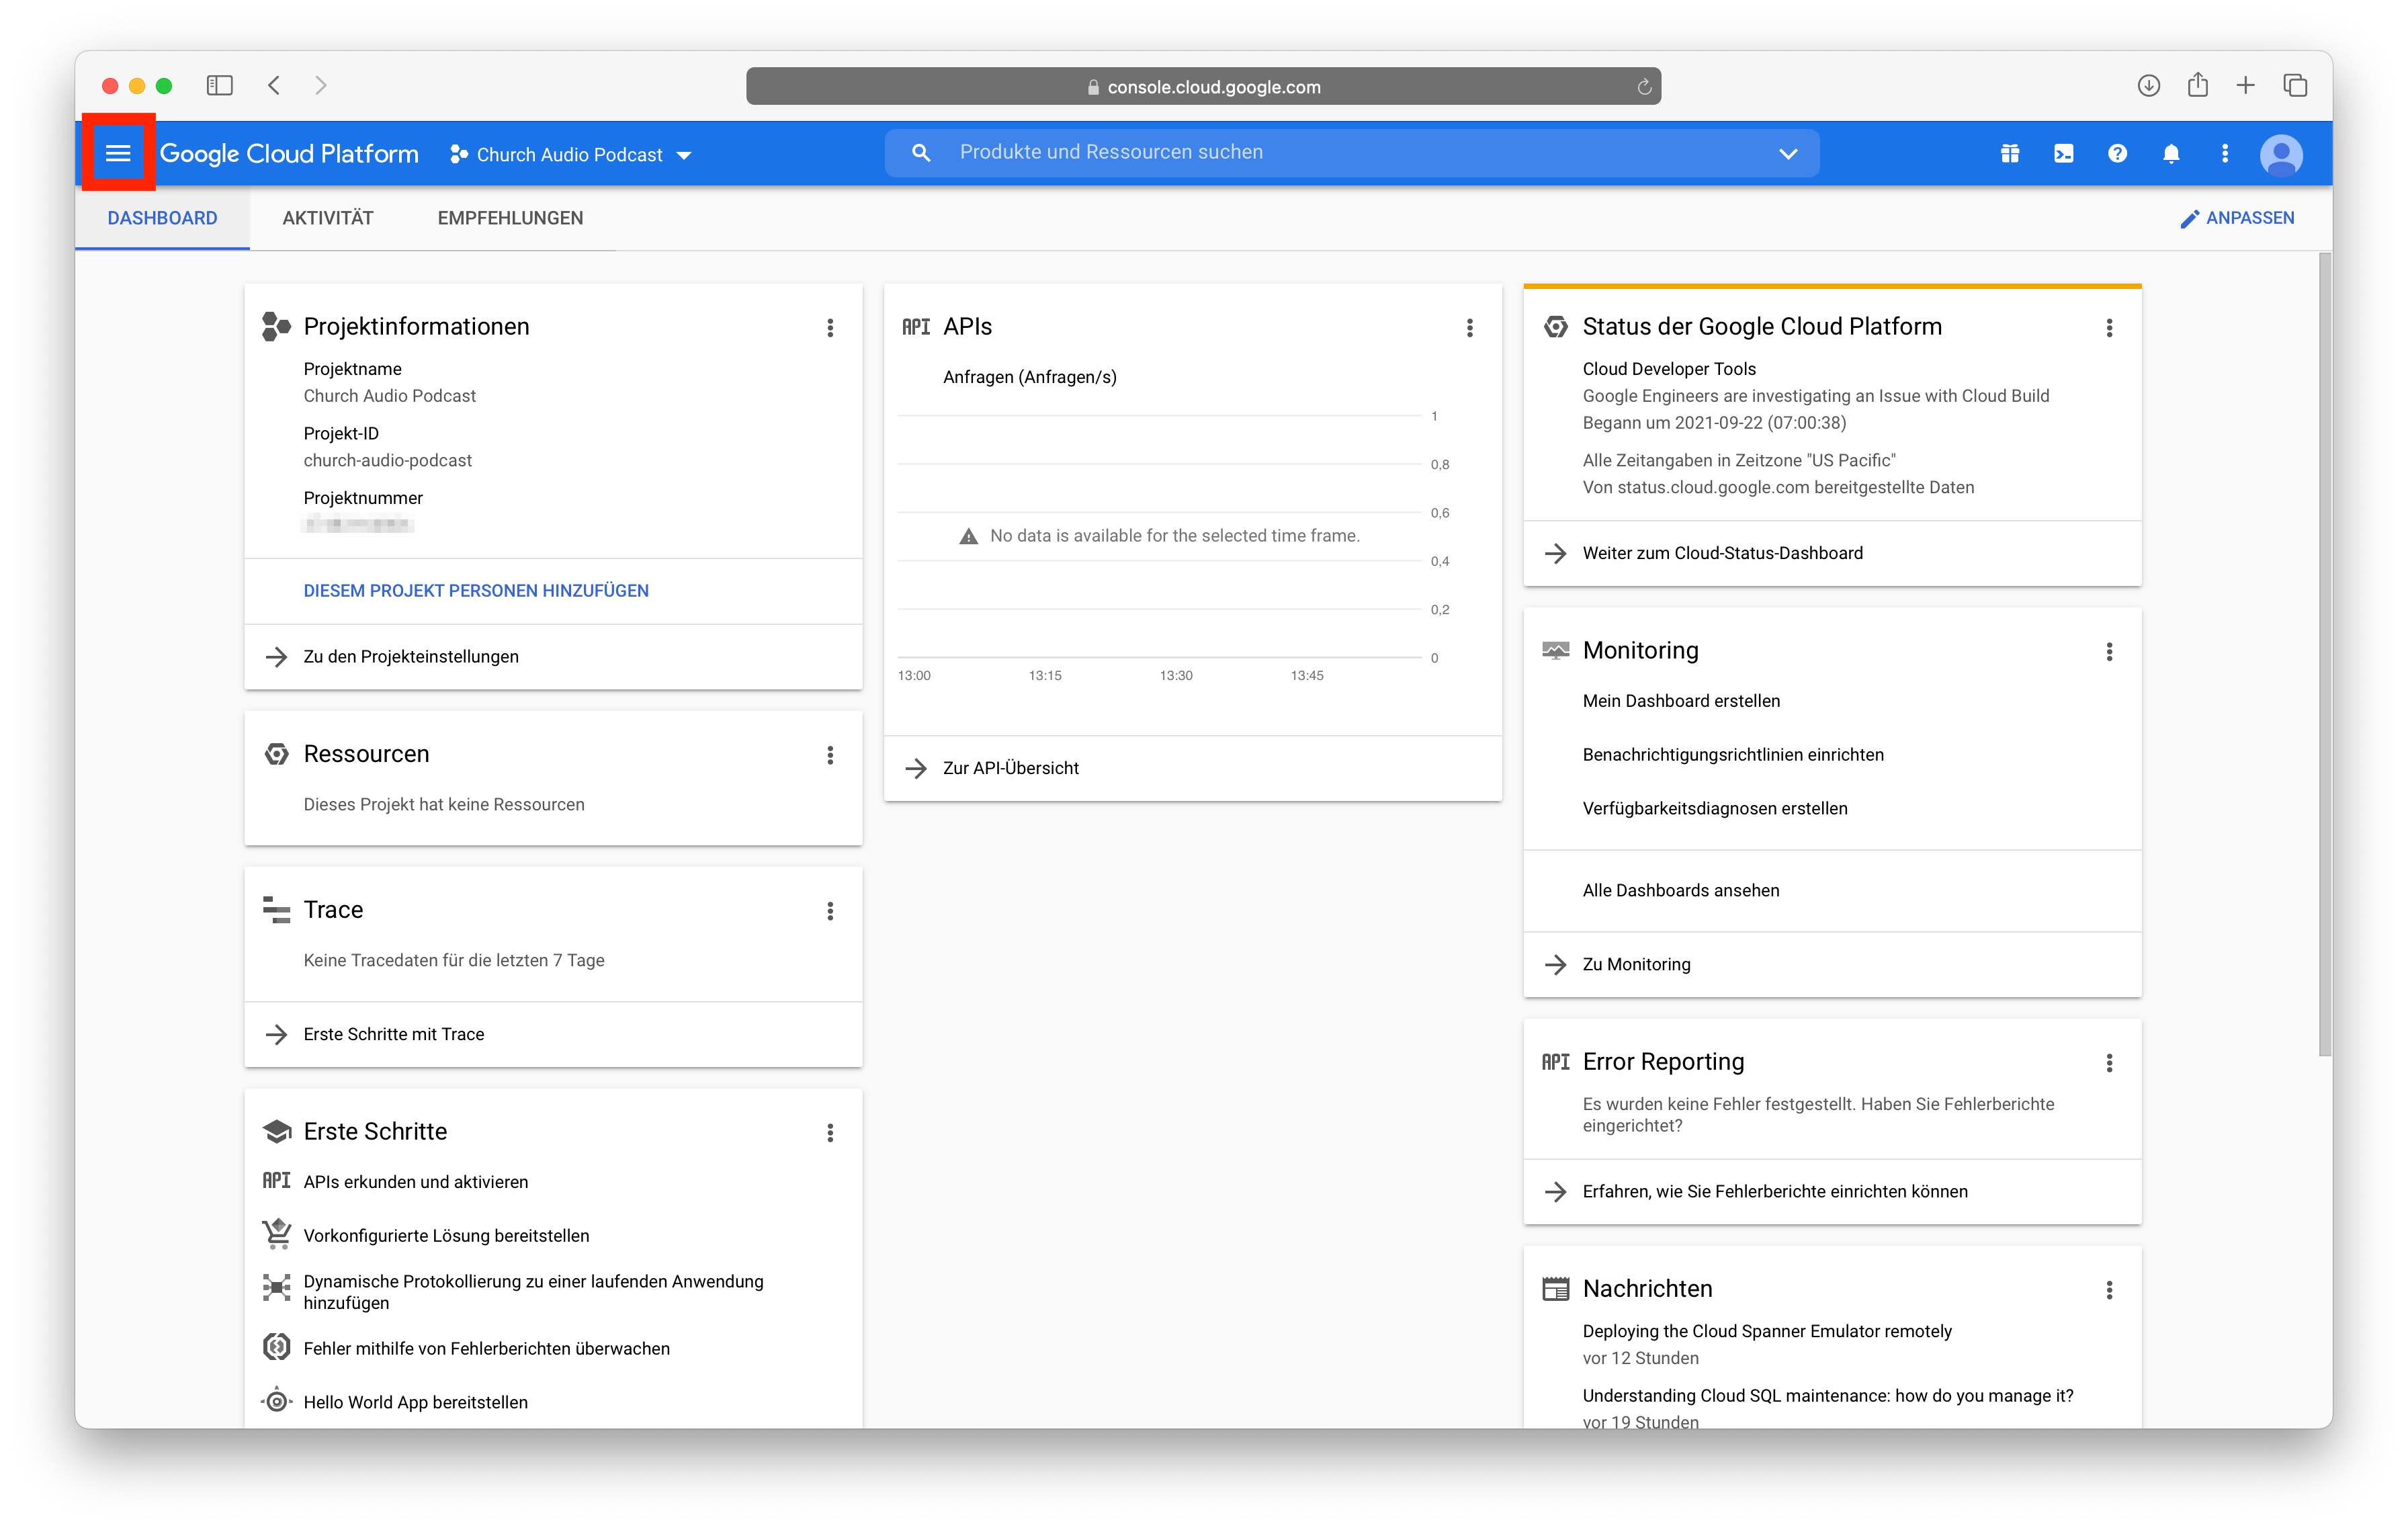 console.cloud.google.com
Google Cloud Platform
Church Audio Podcast
Produkte und Ressourcen suchen
DASHBOARD
AKTIVITÄT
EMPFEHLUNGEN
ANPASSEN
Projektinformationen
Projektname
Church Audio Podcast
Projekt-ID
church-audio-podcast
Projektnummer
DIESEM PROJEKT PERSONEN HINZUFÜGEN
Zu den Projekteinstellungen
Ressourcen
Dieses Projekt hat keine Ressourcen
Trace
Keine Tracedaten für die letzten 7 Tage
Erste Schritte mit Trace
Erste Schritte
API APIs erkunden und aktivieren
Vorkonfigurierte Lösung bereitstellen
Dynamische Protokollierung zu einer laufenden Anwendung
hinzufügen
Fehler mithilfe von Fehlerberichten überwachen
Hello World App bereitstellen
API APIs
Anfragen (Anfragen/s)
1
0,8
0,6
No data is available for the selected time frame.
0,4
0,2
0
13:00 13:15 13:30 13:45
Zur API-Übersicht
Status der Google Cloud Platform
Cloud Developer Tools
Google Engineers are investigating an Issue with Cloud Build
Begann um 2021-09-22 (07:00:38)
Alle Zeitangaben in Zeitzone "US Pacific"
Von status.cloud.google.com bereitgestellte Daten
Weiter zum Cloud-Status-Dashboard
Monitoring
Mein Dashboard erstellen
Benachrichtigungsrichtlinien einrichten
Verfügbarkeitsdiagnosen erstellen
Alle Dashboards ansehen
Zu Monitoring
API Error Reporting
Es wurden keine Fehler festgestellt. Haben Sie Fehlerberichte
eingerichtet?
Erfahren, wie Sie Fehlerberichte einrichten können
Nachrichten
Deploying the Cloud Spanner Emulator remotely
vor 12 Stunden
Understanding Cloud SQL maintenance: how do you manage it?
vor 19 Stunden